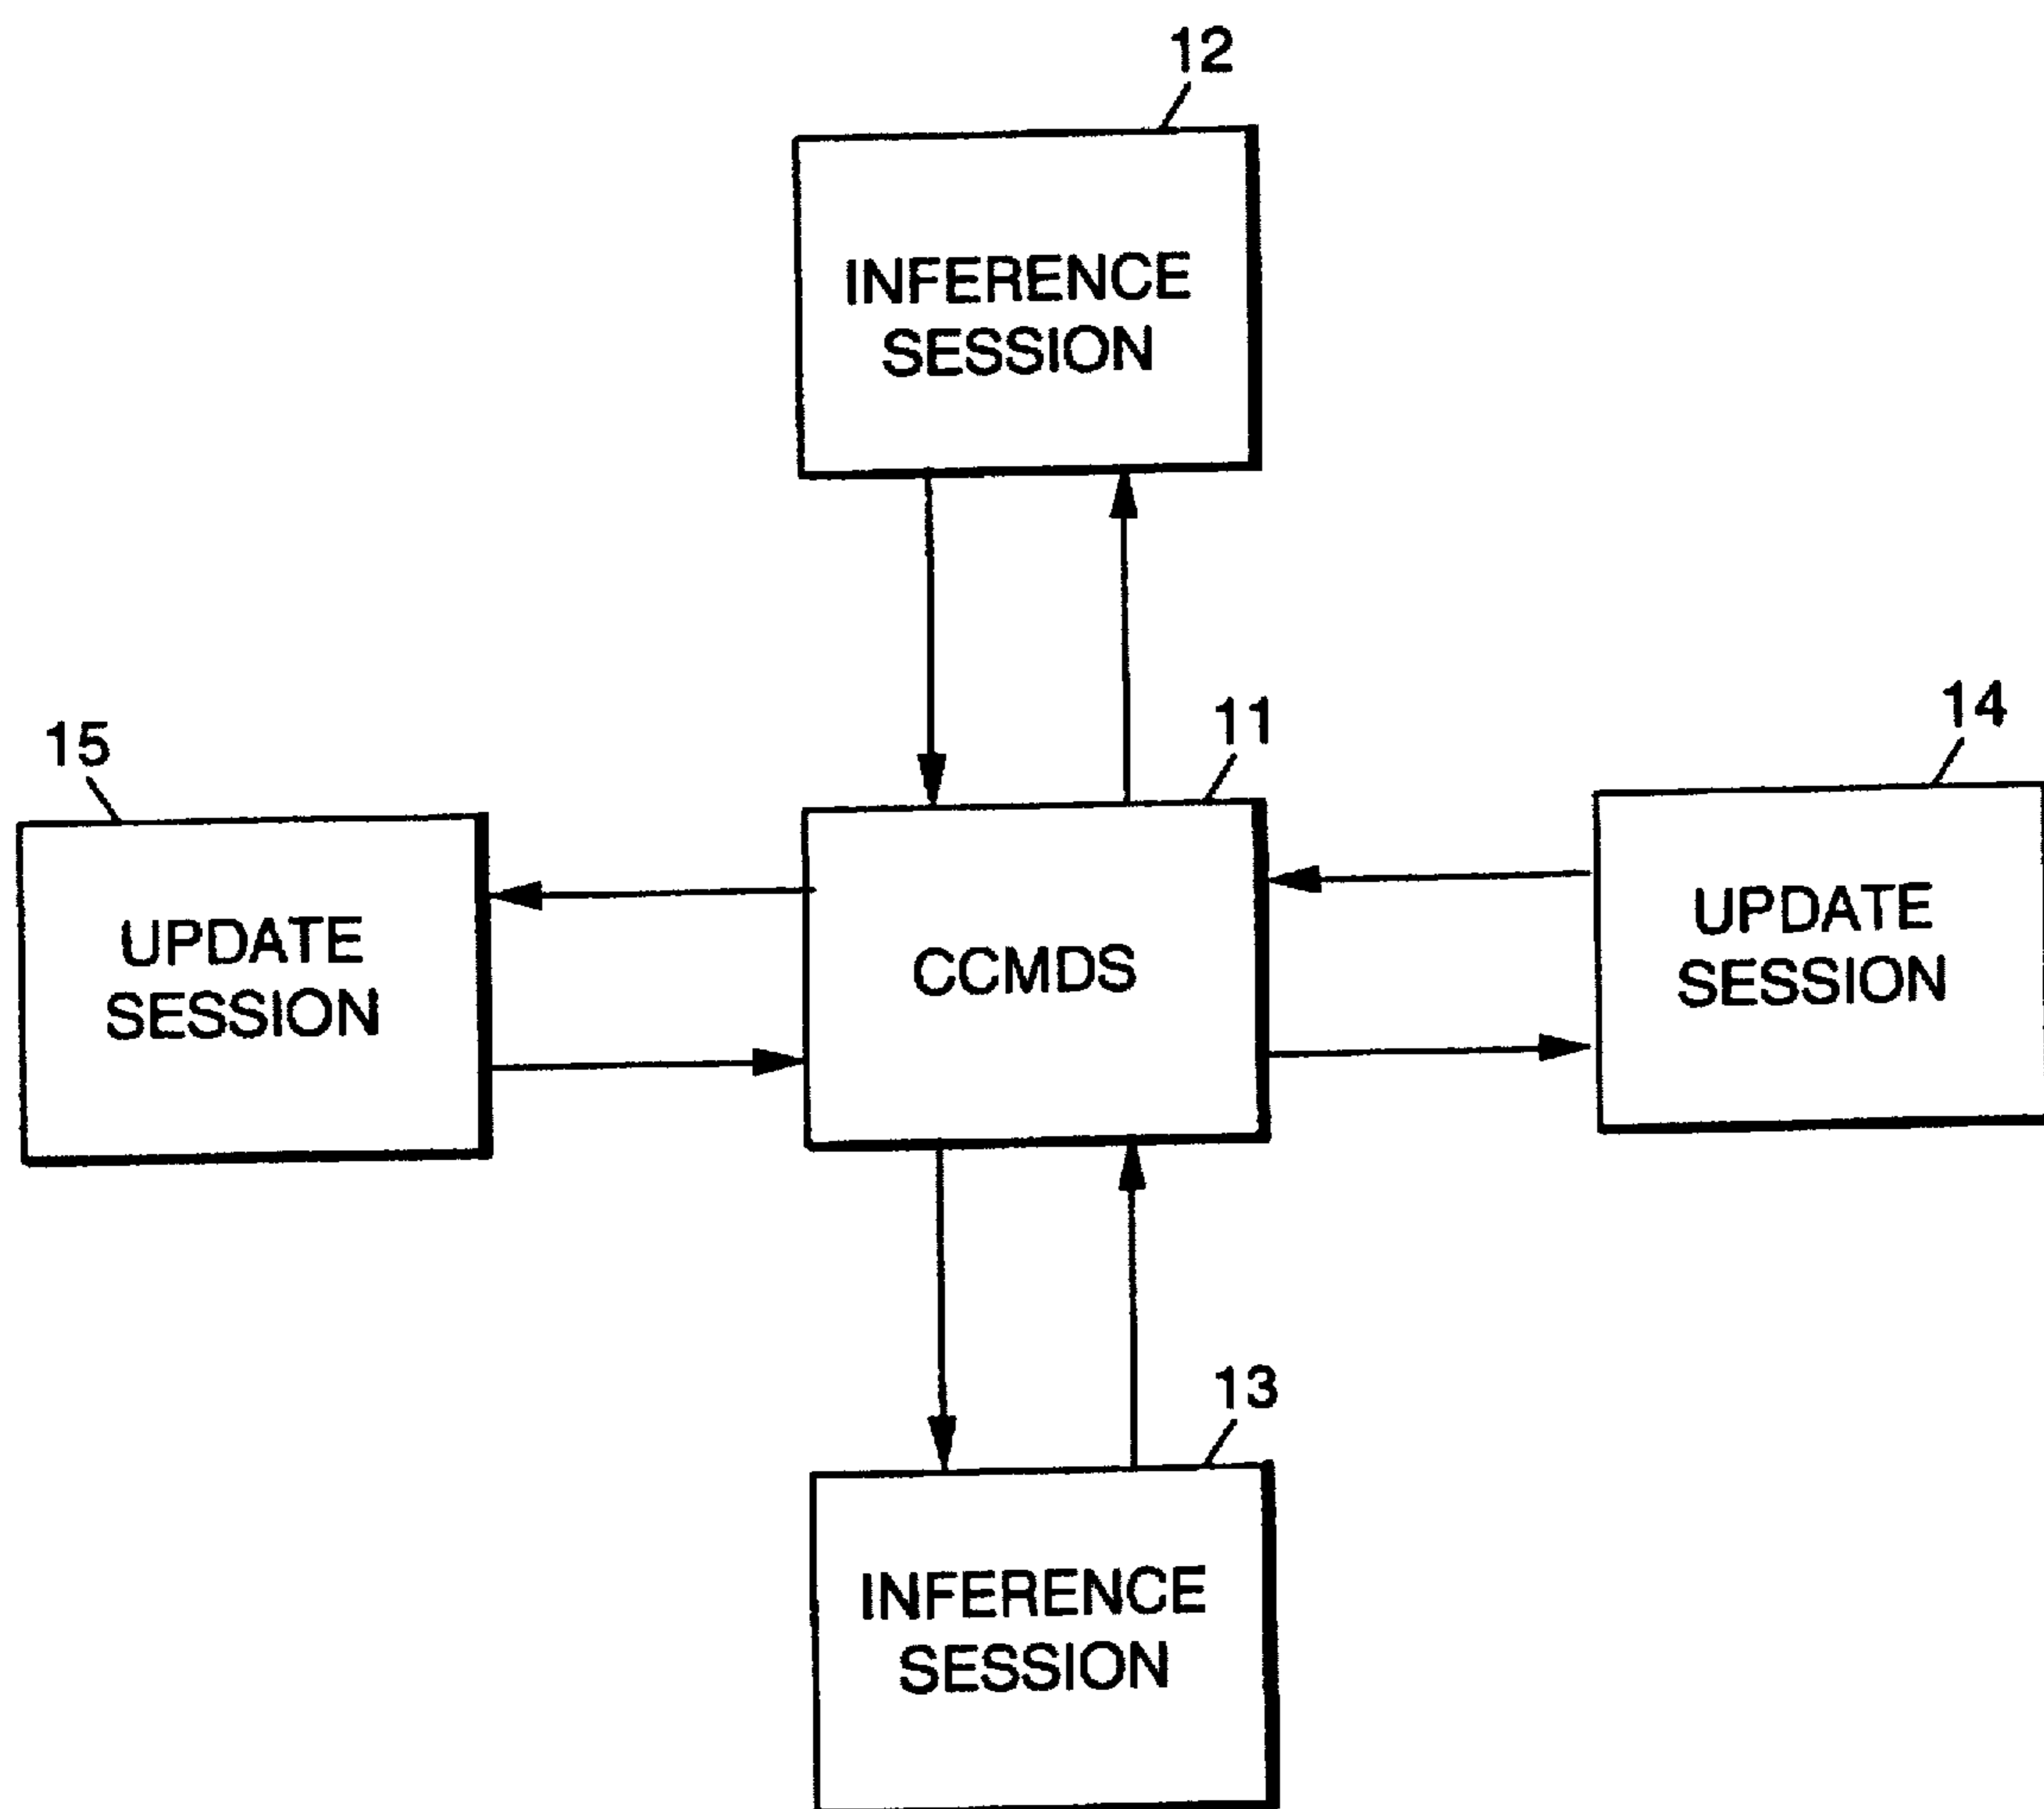 12
INFERENCE
SESSION
11
14
15
UPDATE
SESSION
CCMDS
UPDATE
SESSION
13
INFERENCE
SESSION